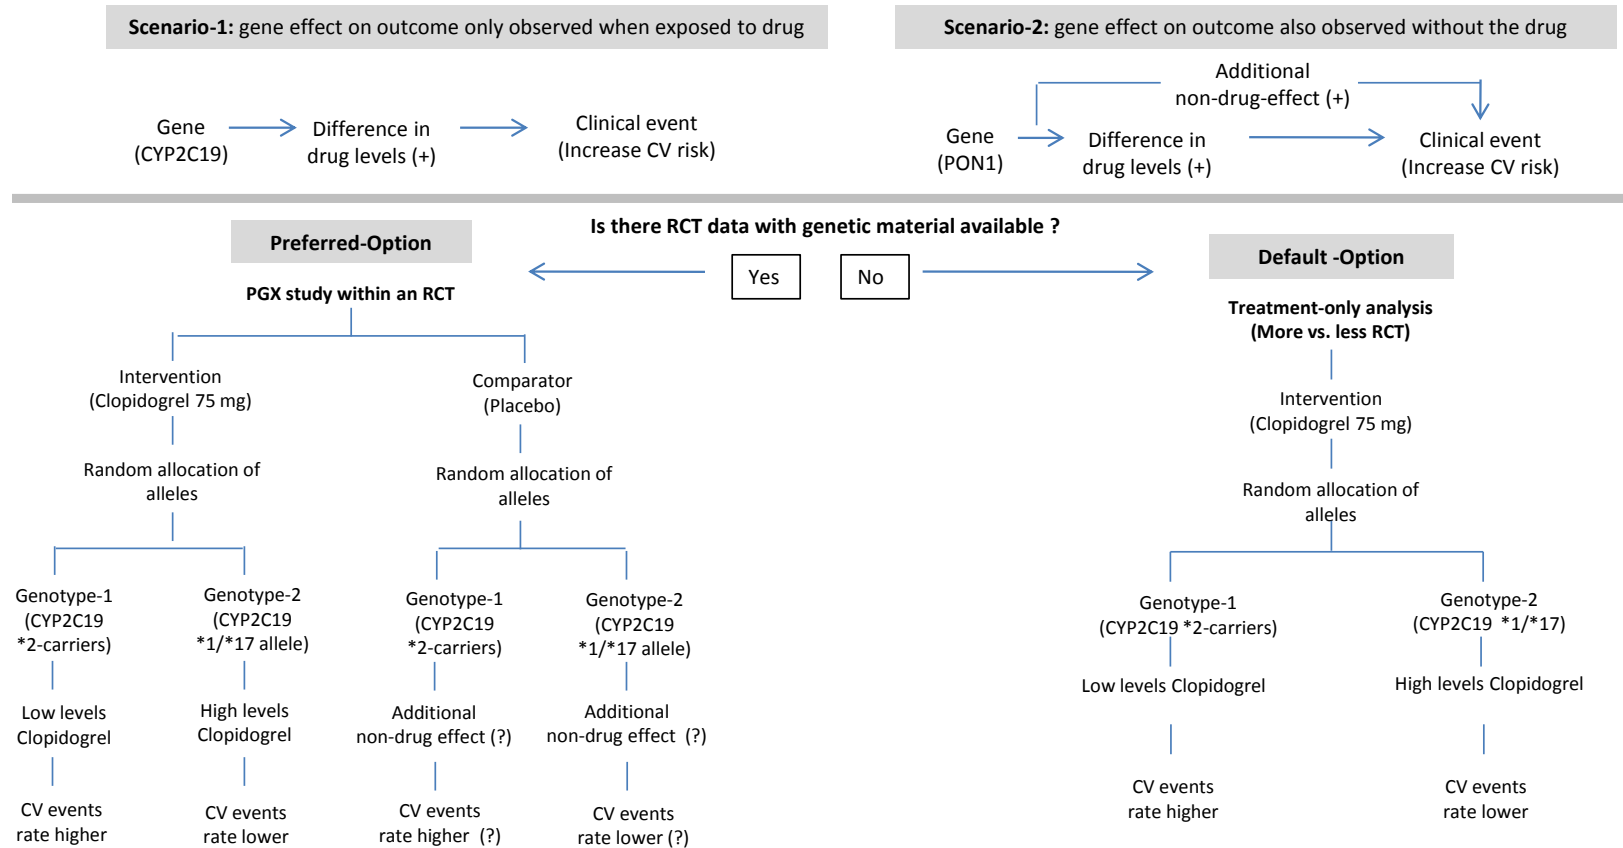 Scenario-1: gene effect on outcome only observed when exposed to drug
Gene
(CYP2C19)
Difference in
drug levels (+)
Clinical event
(Increase CV risk)
Scenario-2: gene effect on outcome also observed without the drug
Additional
non-drug-effect (+)
Gene
(PON1)
Difference in
drug levels (+)
Clinical event
(Increase CV risk)
Is there RCT data with genetic material available ?
Yes
No
Preferred-Option
PGX study within an RCT
Intervention
(Clopidogrel 75 mg)
Comparator
(Placebo)
Random allocation of
alleles
Random allocation of
alleles
Genotype-1
(CYP2C19
*2-carriers)
Genotype-2
(CYP2C19
*1/*17 allele)
Genotype-1
(CYP2C19
*2-carriers)
Genotype-2
(CYP2C19
*1/*17 allele)
Low levels
Clopidogrel
High levels
Clopidogrel
Additional
non-drug effect (?)
Additional
non-drug effect (?)
CV events
rate higher
CV events
rate lower
CV events
rate higher (?)
CV events
rate lower (?)
Default -Option
Treatment-only analysis
(More vs. less RCT)
Intervention
(Clopidogrel 75 mg)
Random allocation of
alleles
Genotype-1
(CYP2C19 *2-carriers)
Genotype-2
(CYP2C19 *1/*17)
Low levels Clopidogrel
High levels Clopidogrel
CV events
rate higher
CV events
rate lower